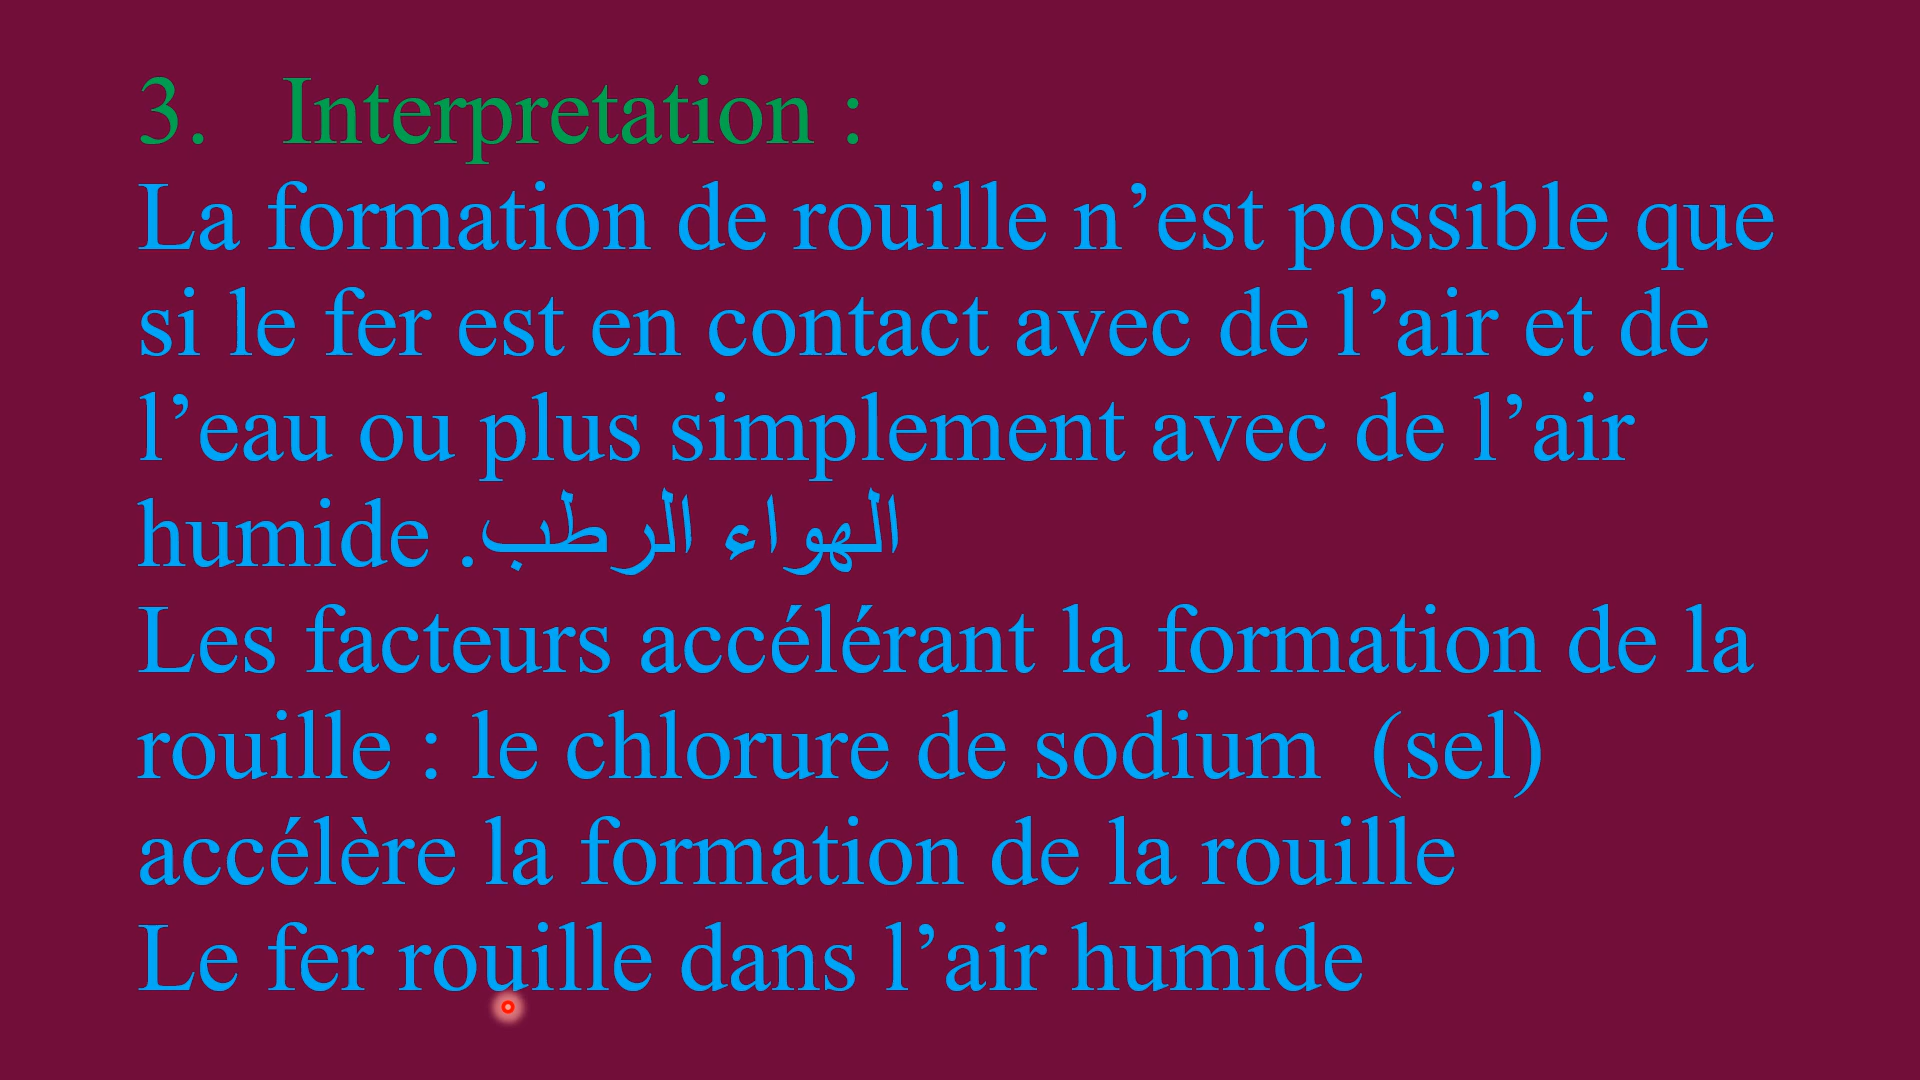 3. Interpretation :
La formation de rouille n’est possible que
si le fer est en contact avec de l’air et de
l’eau ou plus simplement avec de l’air
humide .الهواء الرطب
Les facteurs accélérant la formation de la
rouille : le chlorure de sodium (sel)
accélère la formation de la rouille
Le fer rouille dans l’air humide